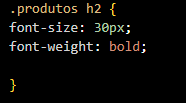 .produtos h2 {
font-size: 30px;
font-weight: bold;
}